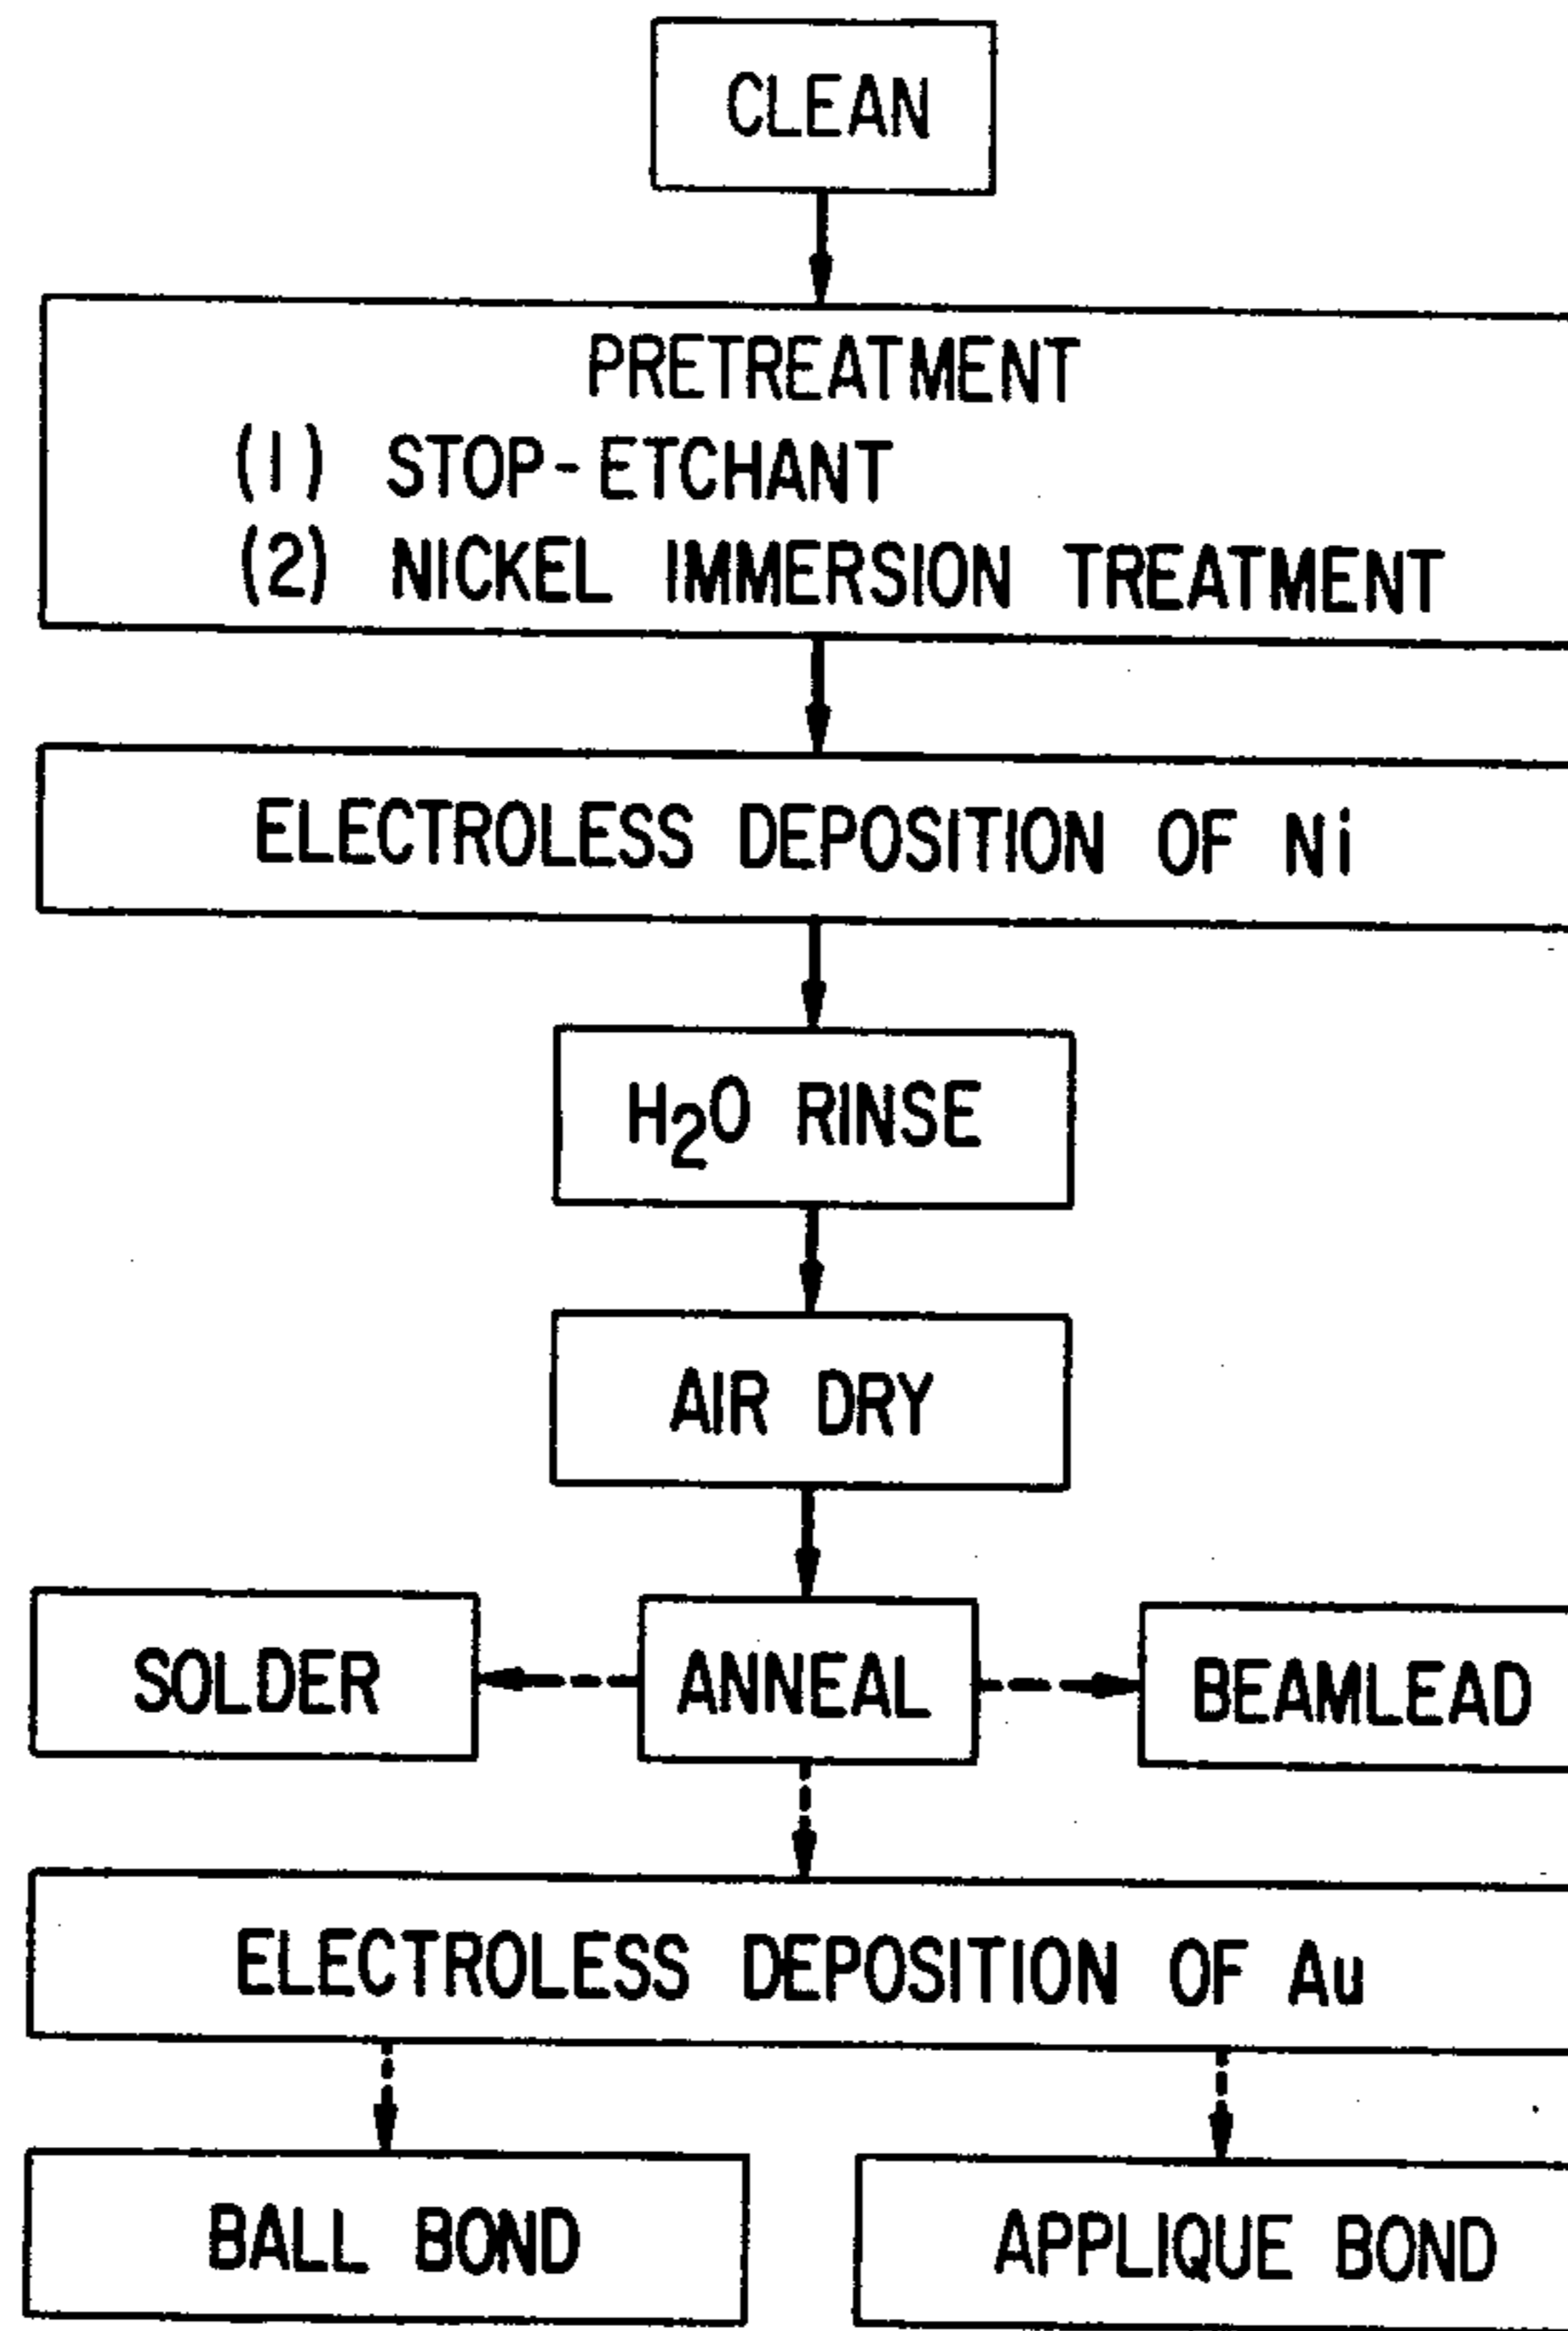 CLEAN
PRETREATMENT
(1) STOP-ETCHANT
(2) NICKEL IMMERSION TREATMENT
ELECTROLESS DEPOSITION OF Ni
H₂O RINSE
AIR DRY
SOLDER
ANNEAL
BEAMLEAD
ELECTROLESS DEPOSITION OF Au
BALL BOND
APPLIQUE BOND